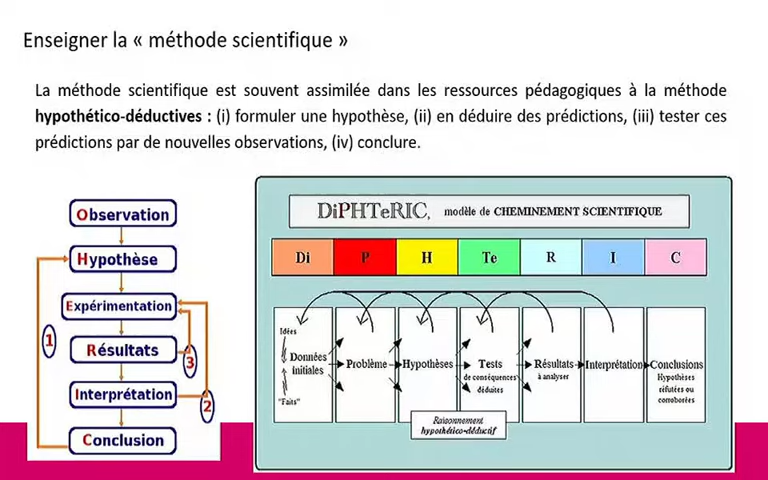 Enseigner la « méthode scientifique »
La méthode scientifique est souvent assimilée dans les ressources pédagogiques à la méthode
hypothético-déductives : (i) formuler une hypothèse, (ii) en déduire des prédictions, (iii) tester ces
prédictions par de nouvelles observations, (iv) conclure.
Observation
Hypothèse
Expérimentation
Résultats
Interprétation
Conclusion
1
3
2
DiPHTeRIC, modèle de CHEMINEMENT SCIENTIFIQUE
Di P H Te R I C
Idées
Données
initiales
"Faits"
Problème
Hypothèses
Tests
de conséquences
déduites
Résultats
à analyser
Interprétation
Conclusions
Hypothèses
réfutées ou
corroborées
Raisonnement
hypothético-déductif